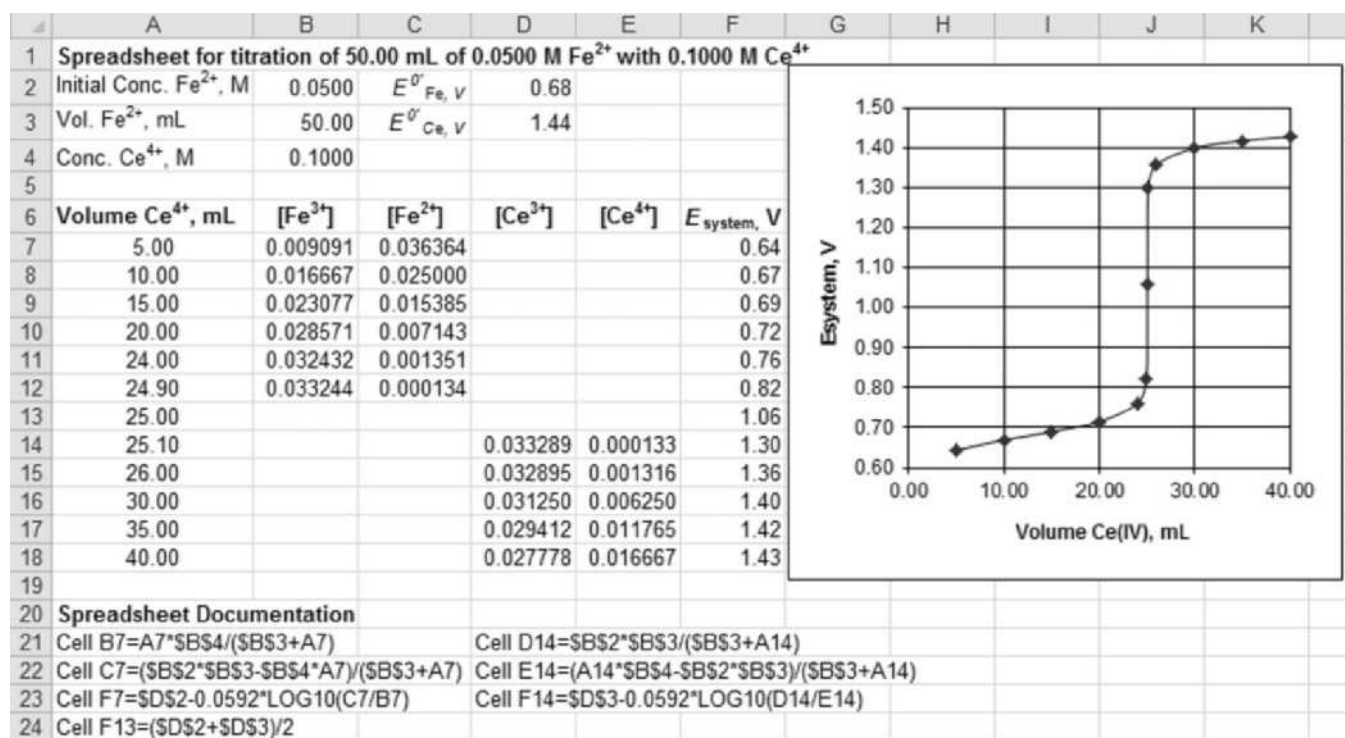 A B C D E F G H I J K
1 Spreadsheet for titration of 50.00 mL of 0.0500 M Fe²⁺ with 0.1000 M Ce⁴⁺
2 Initial Conc. Fe²⁺, M 0.0500 E⁰′ Fe, V 0.68
3 Vol. Fe²⁺, mL 50.00 E⁰′ Ce, V 1.44
4 Conc. Ce⁴⁺, M 0.1000
5
6 Volume Ce⁴⁺, mL [Fe³⁺] [Fe²⁺] [Ce³⁺] [Ce⁴⁺] E system, V
7 5.00 0.009091 0.036364 0.64
8 10.00 0.016667 0.025000 0.67
9 15.00 0.023077 0.015385 0.69
10 20.00 0.028571 0.007143 0.72
11 24.00 0.032432 0.001351 0.76
12 24.90 0.033244 0.000134 0.82
13 25.00 1.06
14 25.10 0.033289 0.000133 1.30
15 26.00 0.032895 0.001316 1.36
16 30.00 0.031250 0.006250 1.40
17 35.00 0.029412 0.011765 1.42
18 40.00 0.027778 0.016667 1.43
19
20 Spreadsheet Documentation
21 Cell B7=A7*$B$4/($B$3+A7) Cell D14=$B$2*$B$3/($B$3+A14)
22 Cell C7=($B$2*$B$3-$B$4*A7)/($B$3+A7) Cell E14=(A14*$B$4-$B$2*$B$3)/($B$3+A14)
23 Cell F7=$D$2-0.0592*LOG10(C7/B7) Cell F14=$D$3-0.0592*LOG10(D14/E14)
24 Cell F13=($D$2+$D$3)/2
Esystem, V
1.50
1.40
1.30
1.20
1.10
1.00
0.90
0.80
0.70
0.60
0.00 10.00 20.00 30.00 40.00
Volume Ce(IV), mL